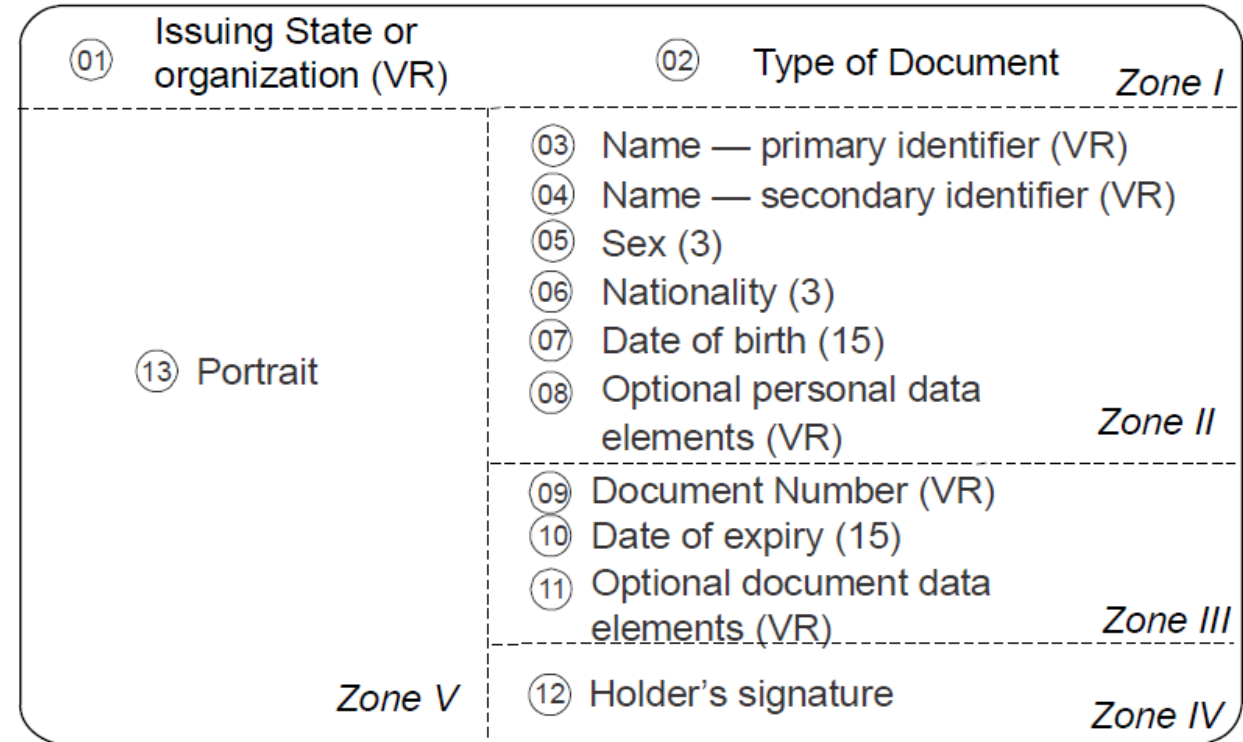 01 Issuing State or
organization (VR)
02 Type of Document
Zone I
03 Name — primary identifier (VR)
04 Name — secondary identifier (VR)
05 Sex (3)
06 Nationality (3)
07 Date of birth (15)
08 Optional personal data
elements (VR)
Zone II
09 Document Number (VR)
10 Date of expiry (15)
11 Optional document data
elements (VR)
Zone III
12 Holder’s signature
Zone IV
13 Portrait
Zone V